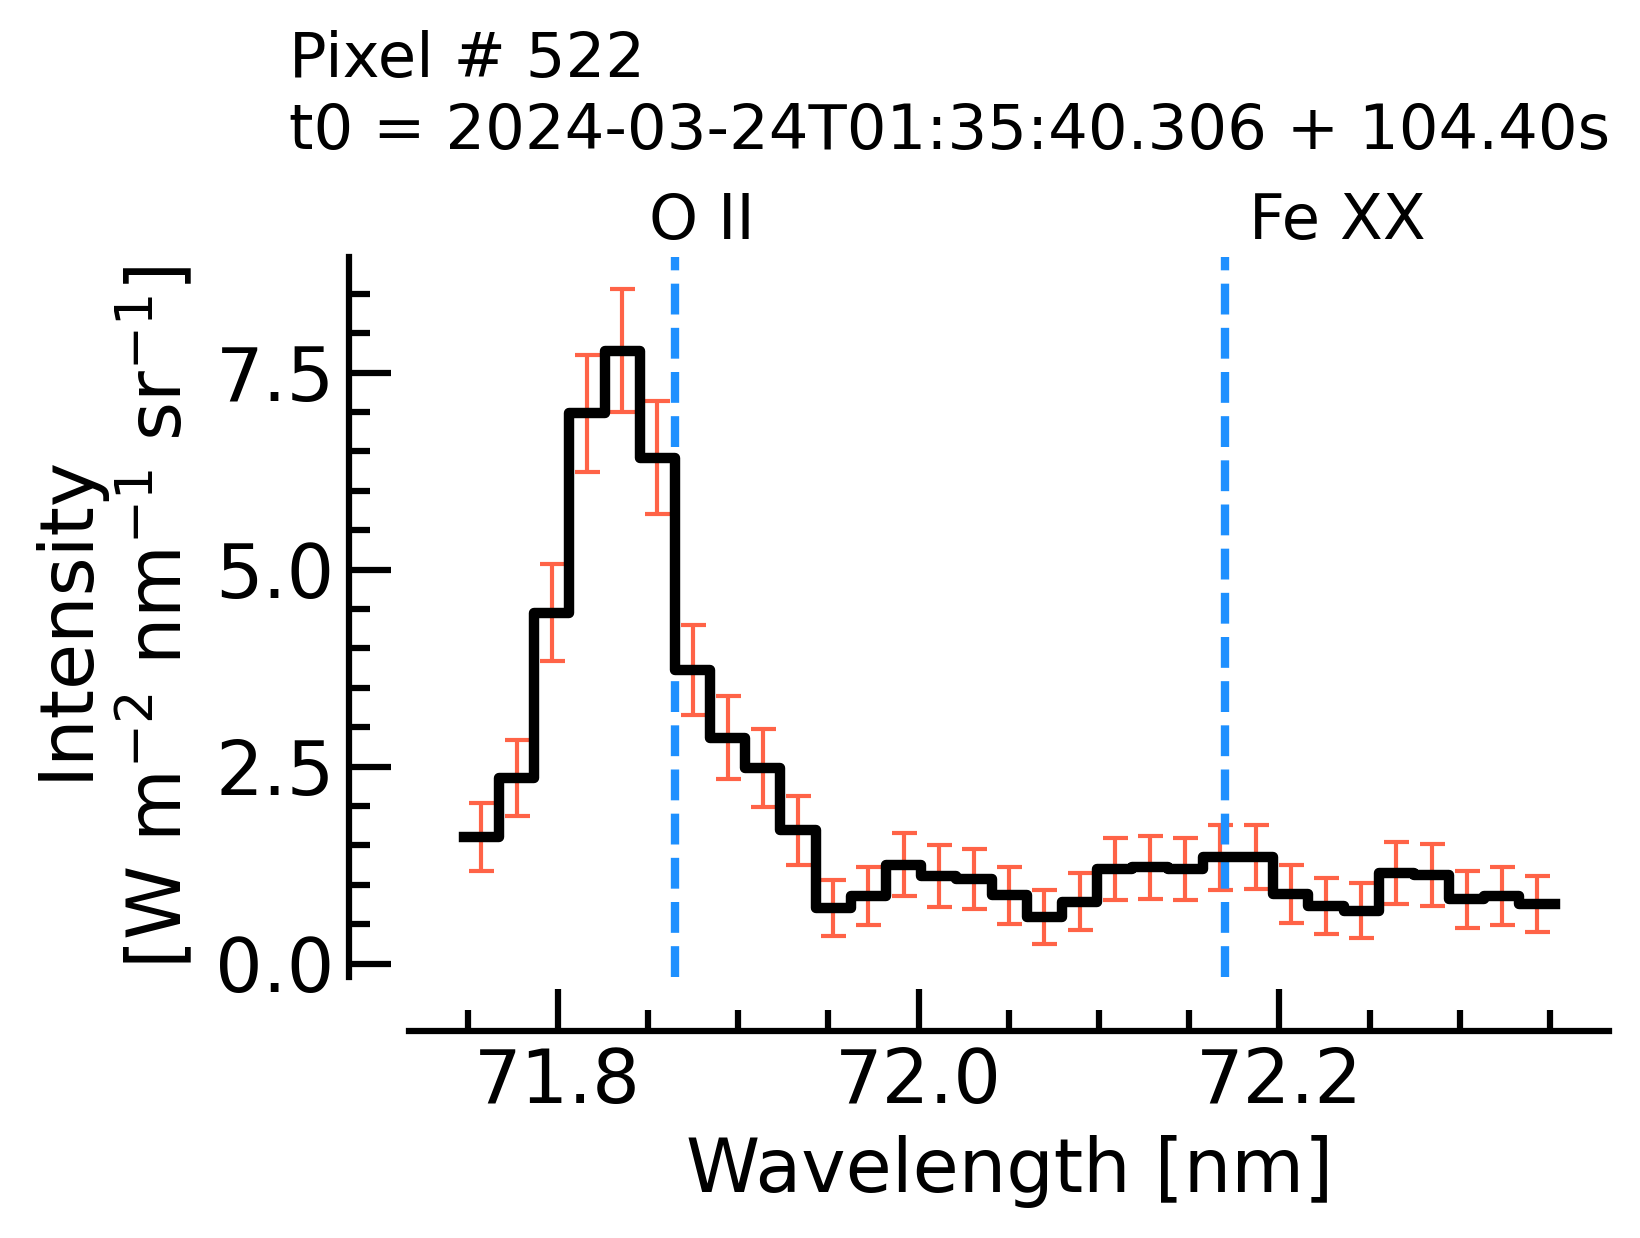 Pixel # 522
t0 = 2024-03-24T01:35:40.306 + 104.40s
O II Fe XX
Intensity
[W m⁻² nm⁻¹ sr⁻¹]
7.5
5.0
2.5
0.0
71.8 72.0 72.2
Wavelength [nm]